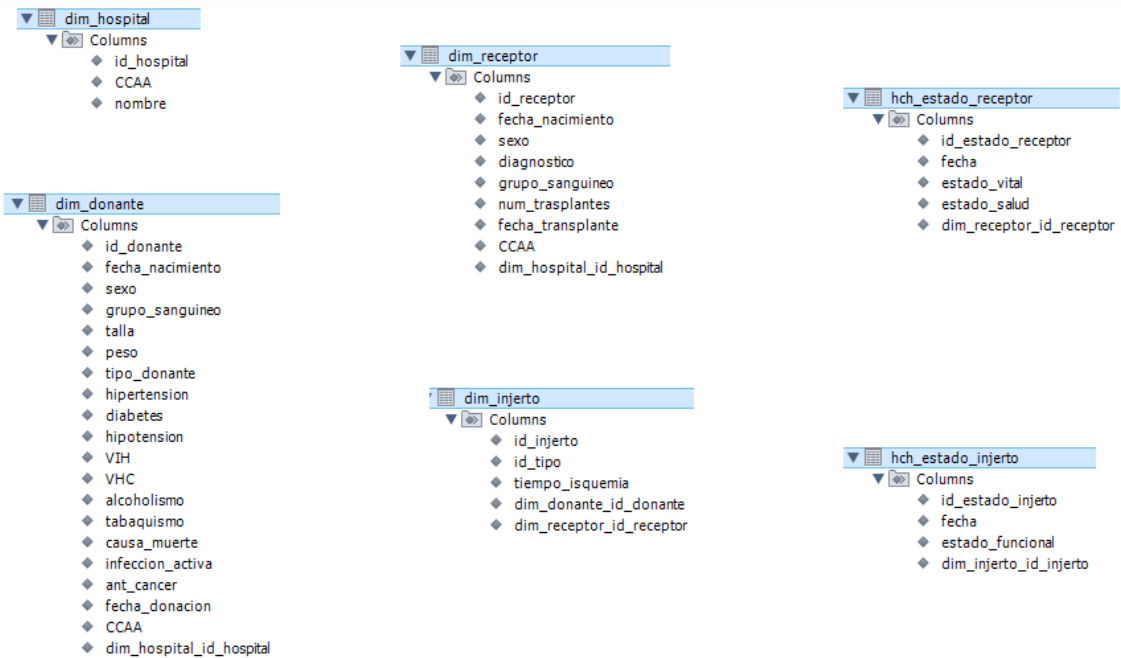 dim_hospital
Columns
id_hospital
CCAA
nombre
dim_donante
Columns
id_donante
fecha_nacimiento
sexo
grupo_sanguineo
talla
peso
tipo_donante
hipertension
diabetes
hipotension
VIH
VHC
alcoholismo
tabaquismo
causa_muerte
infeccion_activa
ant_cancer
fecha_donacion
CCAA
dim_hospital_id_hospital
dim_receptor
Columns
id_receptor
fecha_nacimiento
sexo
diagnostico
grupo_sanguineo
num_trasplantes
fecha_transplante
CCAA
dim_hospital_id_hospital
dim_injerto
Columns
id_injerto
id_tipo
tiempo_isquemia
dim_donante_id_donante
dim_receptor_id_receptor
hch_estado_receptor
Columns
id_estado_receptor
fecha
estado_vital
estado_salud
dim_receptor_id_receptor
hch_estado_injerto
Columns
id_estado_injerto
fecha
estado_funcional
dim_injerto_id_injerto